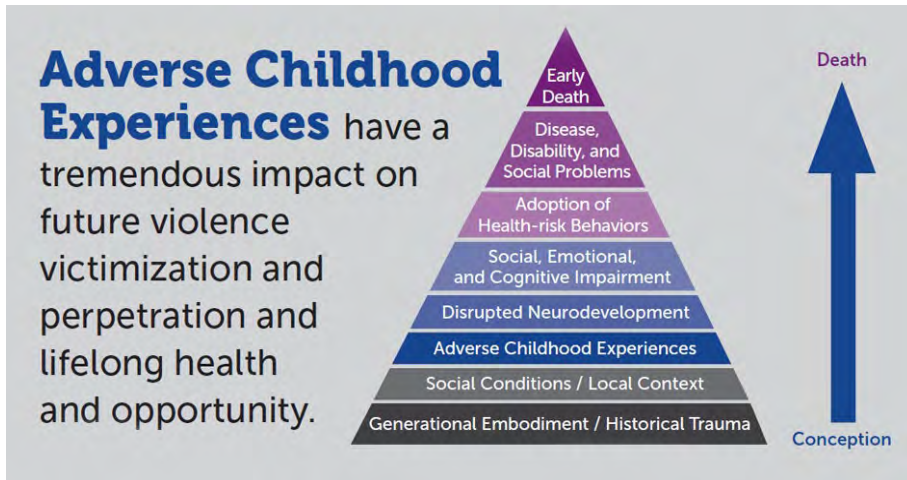 Adverse Childhood
Experiences have a
tremendous impact on
future violence
victimization and
perpetration and
lifelong health
and opportunity.
Early
Death
Disease,
Disability, and
Social Problems
Adoption of
Health-risk Behaviors
Social, Emotional,
and Cognitive Impairment
Disrupted Neurodevelopment
Adverse Childhood Experiences
Social Conditions / Local Context
Generational Embodiment / Historical Trauma
Death
Conception